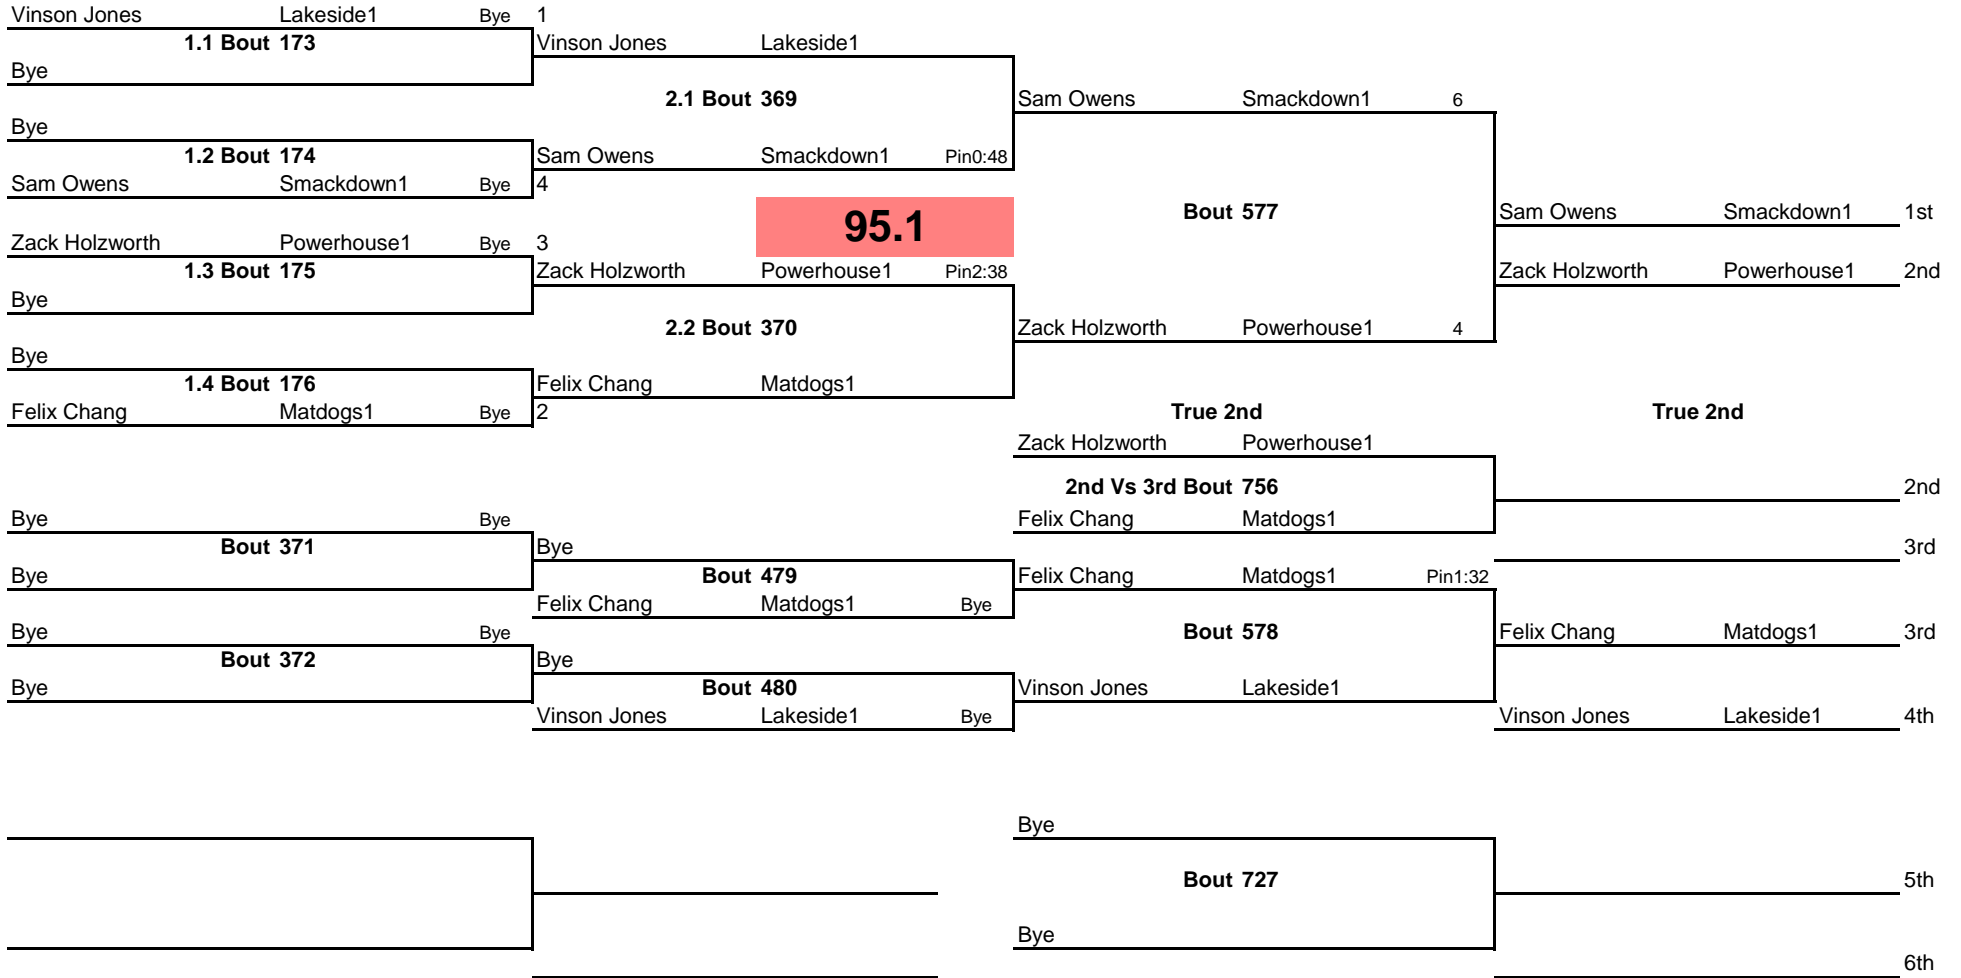 Vinson Jones Lakeside1 Bye 1
1.1 Bout 173 Vinson Jones Lakeside1
Bye
2.1 Bout 369 Sam Owens Smackdown1 6
Bye
1.2 Bout 174 Sam Owens Smackdown1 Pin0:48
Sam Owens Smackdown1 Bye 4
95.1 Bout 577 Sam Owens Smackdown1 1st
Zack Holzworth Powerhouse1 Bye 3
1.3 Bout 175 Zack Holzworth Powerhouse1 Pin2:38 Zack Holzworth Powerhouse1 2nd
Bye
2.2 Bout 370 Zack Holzworth Powerhouse1 4
Bye
1.4 Bout 176 Felix Chang Matdogs1
Felix Chang Matdogs1 Bye 2 True 2nd True 2nd
Zack Holzworth Powerhouse1
2nd Vs 3rd Bout 756 2nd
Bye Bye Felix Chang Matdogs1
Bout 371 Bye 3rd
Bye Bout 479 Felix Chang Matdogs1 Pin1:32
Felix Chang Matdogs1 Bye
Bye Bye Bout 578 Felix Chang Matdogs1 3rd
Bout 372 Bye
Bye Bout 480 Vinson Jones Lakeside1
Vinson Jones Lakeside1 Bye Vinson Jones Lakeside1 4th
Bye
Bout 727 5th
Bye
6th